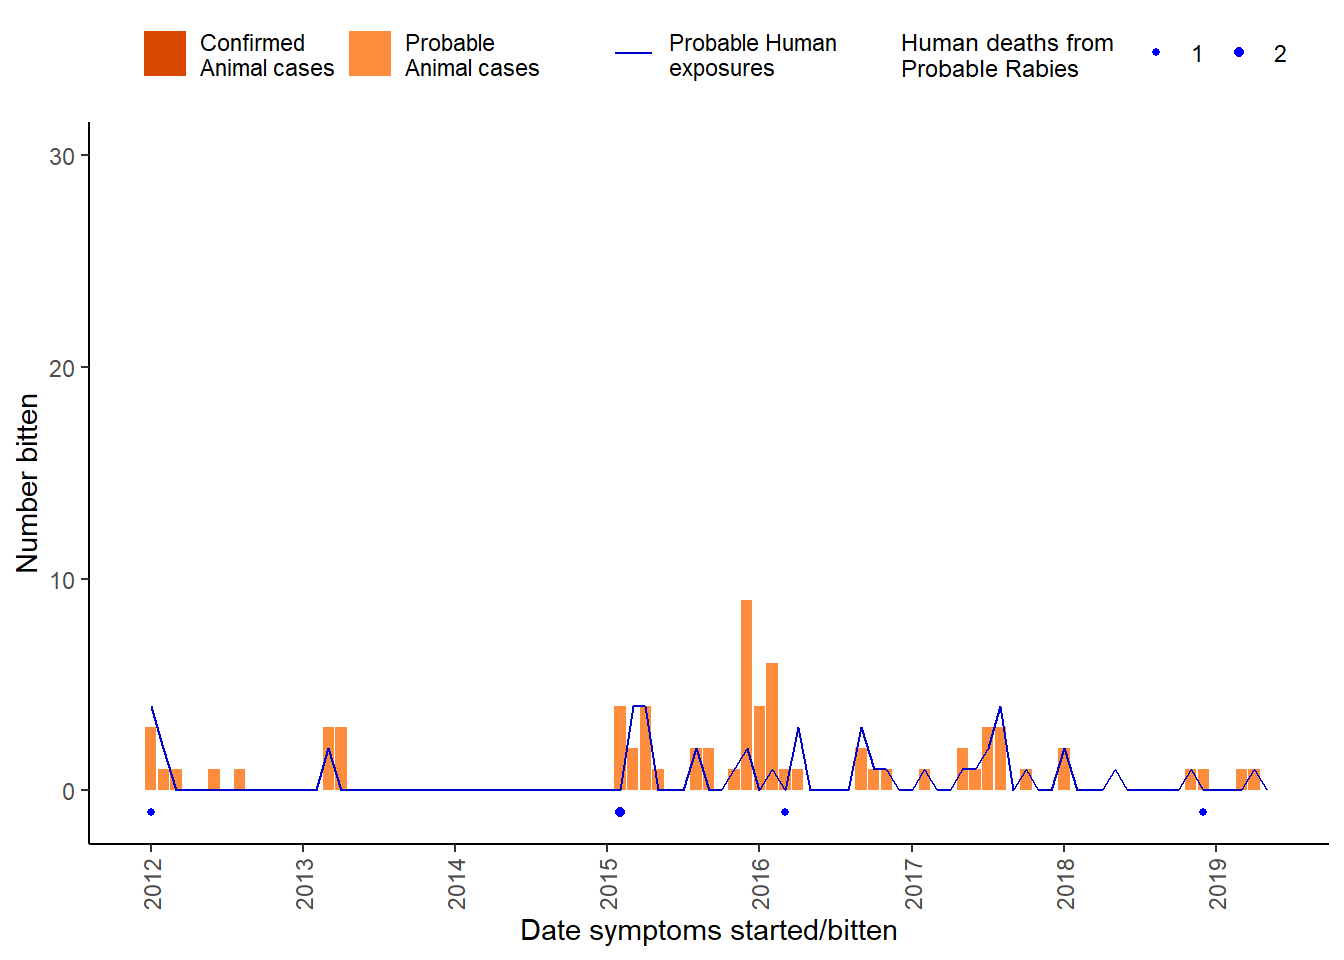 Confirmed
Animal cases
Probable
Animal cases
Probable Human
exposures
Human deaths from
Probable Rabies
1
2
30
20
10
0
Number bitten
2012
2013
2014
2015
2016
2017
2018
2019
Date symptoms started/bitten